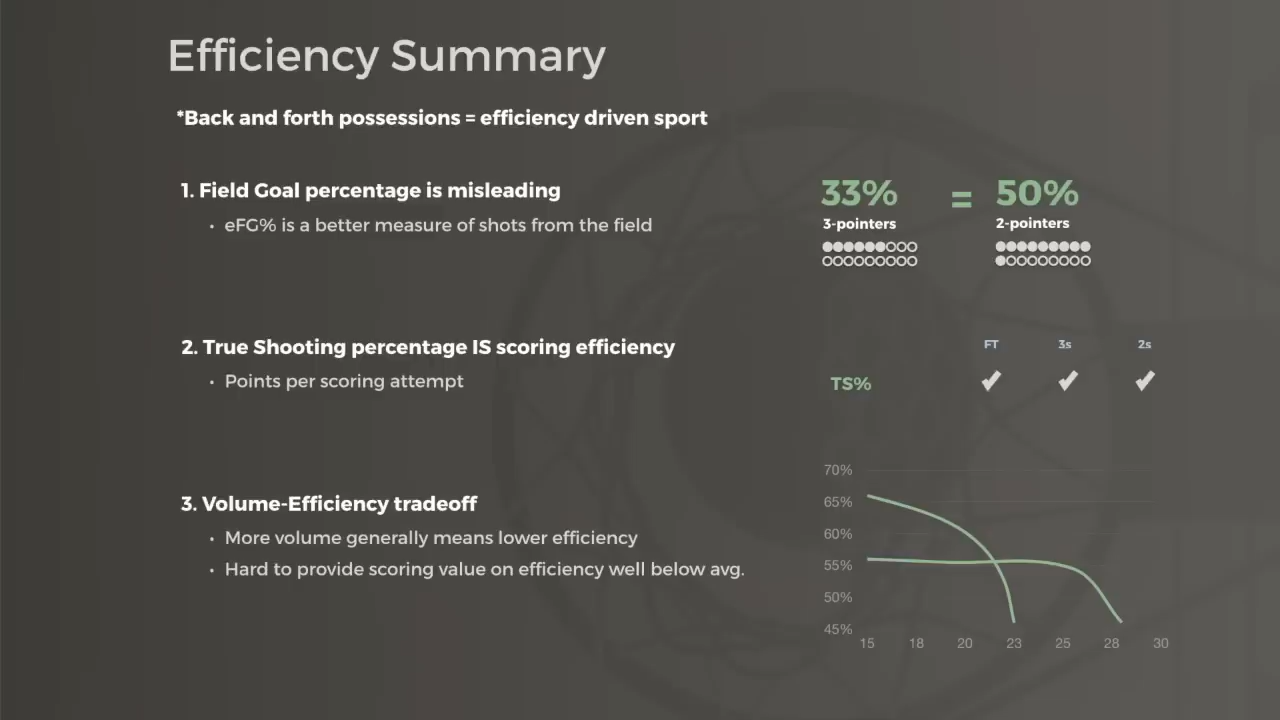 Efficiency Summary
*Back and forth possessions = efficiency driven sport
1. Field Goal percentage is misleading
• eFG% is a better measure of shots from the field
33% = 50%
3-pointers 2-pointers
2. True Shooting percentage IS scoring efficiency
• Points per scoring attempt
FT 3s 2s
TS%
3. Volume-Efficiency tradeoff
• More volume generally means lower efficiency
• Hard to provide scoring value on efficiency well below avg.
70%
65%
60%
55%
50%
45%
15 18 20 23 25 28 30